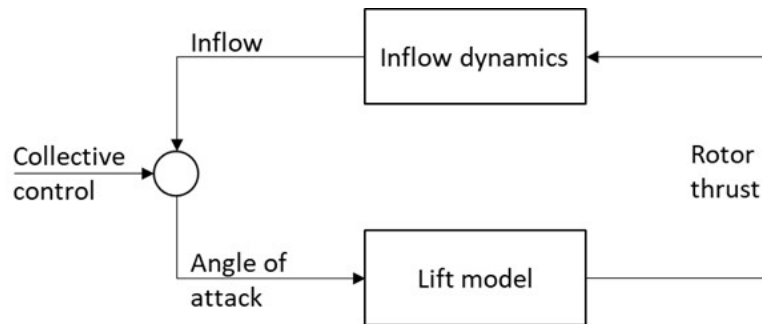 Inflow
Inflow dynamics
Collective
control
Rotor
thrust
Angle of
attack
Lift model